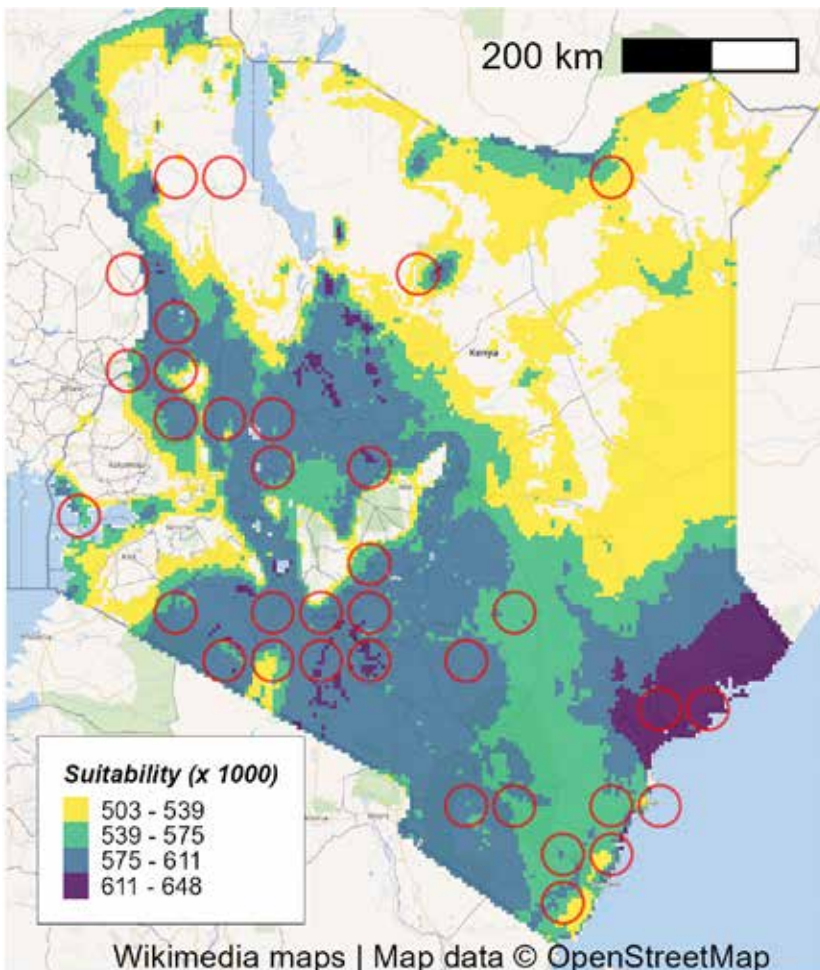 200 km
Kenya
Suitability (x 1000)
503 - 539
539 - 575
575 - 611
611 - 648
Wikimedia maps | Map data © OpenStreetMap